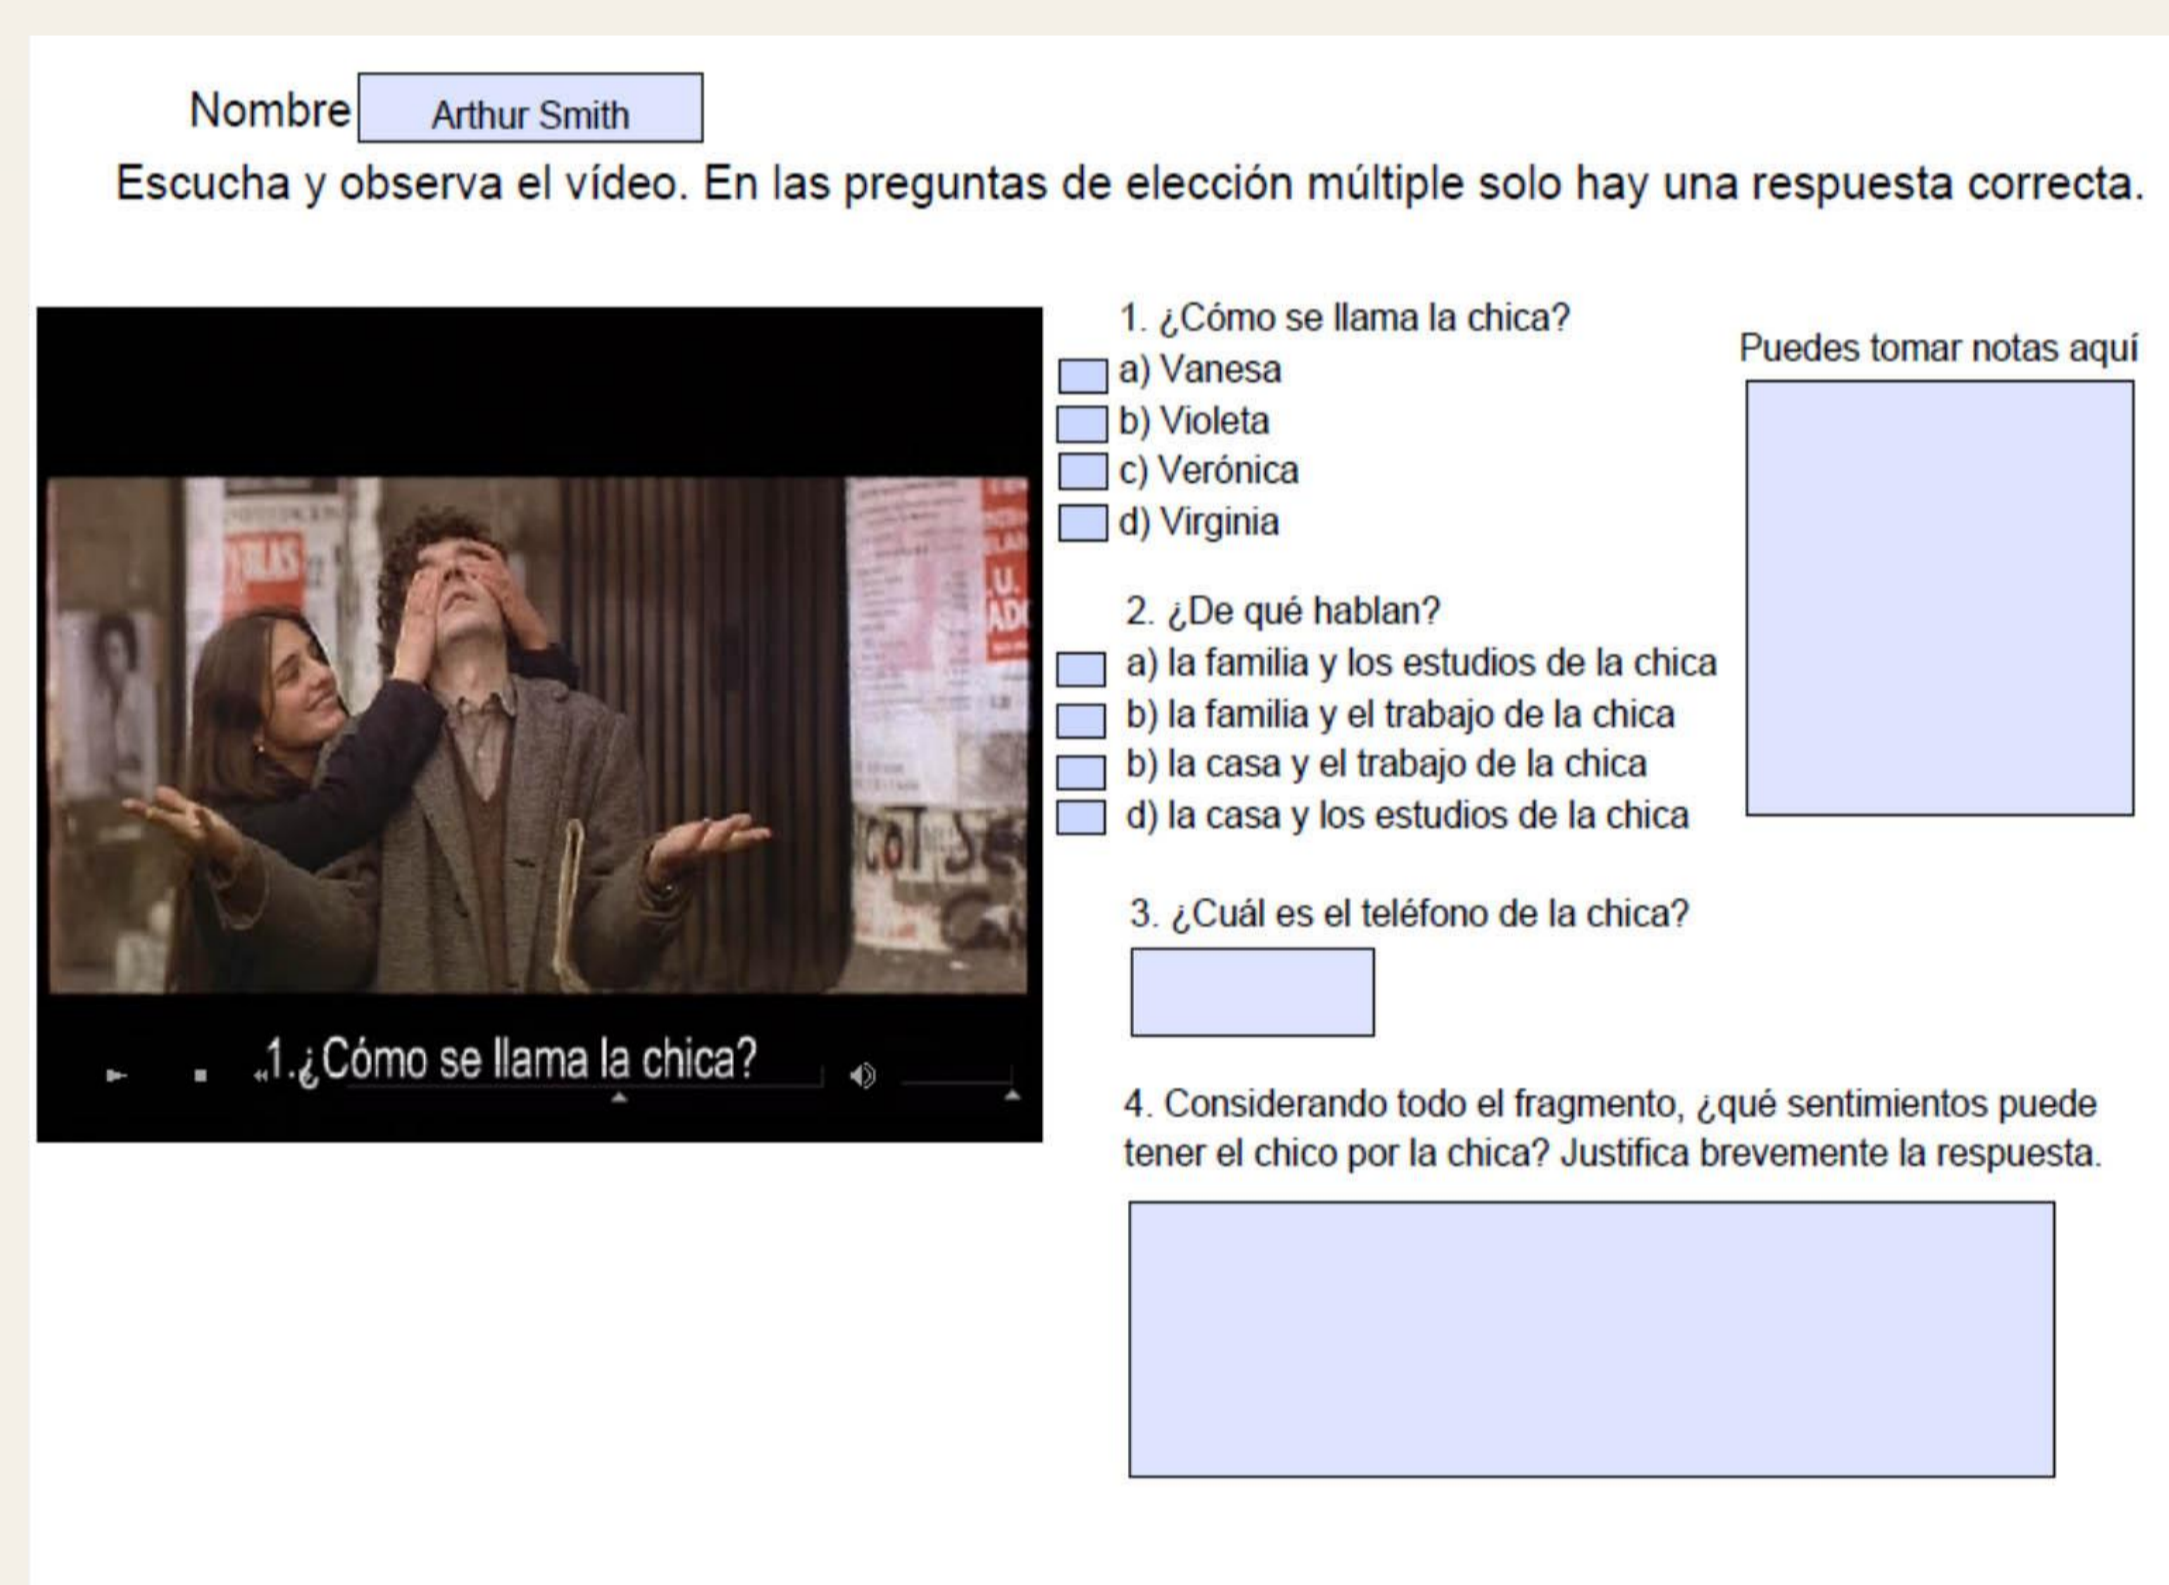 Nombre Arthur Smith
Escucha y observa el vídeo. En las preguntas de elección múltiple solo hay una respuesta correcta.
1.¿Cómo se llama la chica?
1. ¿Cómo se llama la chica?
a) Vanesa
b) Violeta
c) Verónica
d) Virginia
Puedes tomar notas aquí
2. ¿De qué hablan?
a) la familia y los estudios de la chica
b) la familia y el trabajo de la chica
b) la casa y el trabajo de la chica
d) la casa y los estudios de la chica
3. ¿Cuál es el teléfono de la chica?
4. Considerando todo el fragmento, ¿qué sentimientos puede
tener el chico por la chica? Justifica brevemente la respuesta.